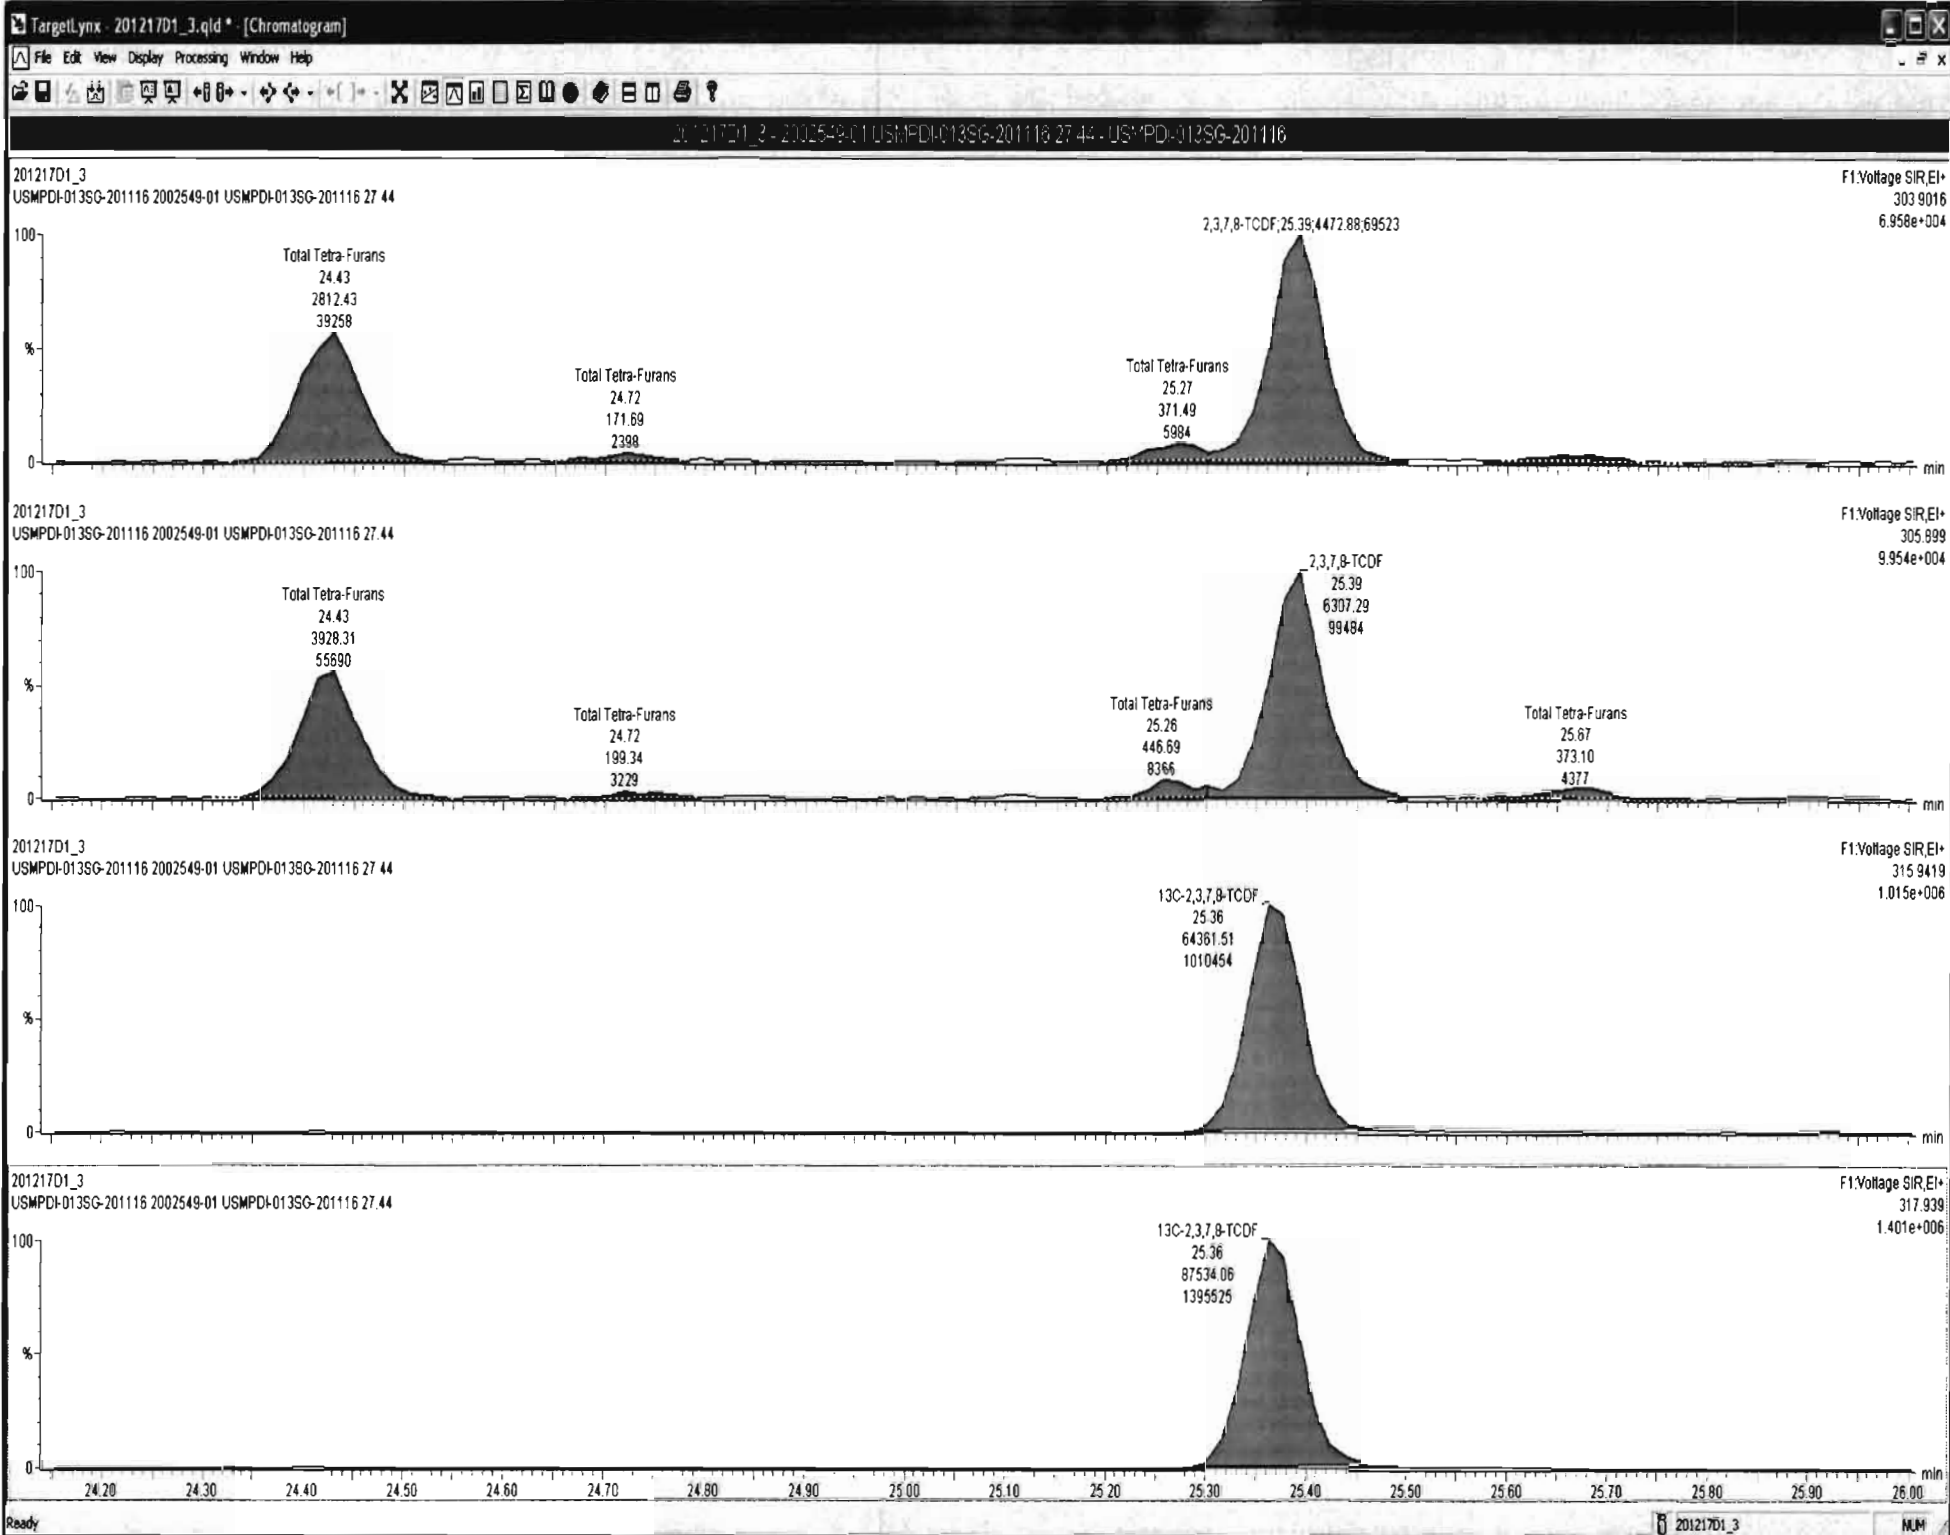 TargetLynx - 201217D1_3.qld * - [Chromatogram]
File Edit View Display Processing Window Help
201217D1_3 - 2002549-01 USMPDI-013SG-201116 27.44 - USMPDI-013SG-201116
201217D1_3
USMPDI-013SG-201116 2002549-01 USMPDI-013SG-201116 27 44
F1:Voltage SIR,EI+
303.9016
6.958e+004
100
%
0
Total Tetra-Furans
24.43
2812.43
39258
Total Tetra-Furans
24.72
171.69
2398
Total Tetra-Furans
25.27
371.49
5984
2,3,7,8-TCDF;25.39;4472.88;69523
min
201217D1_3
USMPDI-013SG-201116 2002549-01 USMPDI-013SG-201116 27.44
F1:Voltage SIR,EI+
305.899
9.954e+004
100
%
0
Total Tetra-Furans
24.43
3928.31
55690
Total Tetra-Furans
24.72
199.34
3229
Total Tetra-Furans
25.26
446.69
8366
2,3,7,8-TCDF
25.39
6307.29
99484
Total Tetra-Furans
25.67
373.10
4377
min
201217D1_3
USMPDI-013SG-201116 2002549-01 USMPDI-013SG-201116 27 44
F1:Voltage SIR,EI+
315.9419
1.015e+006
100
%
0
13C-2,3,7,8-TCDF
25.36
64361.51
1010454
min
201217D1_3
USMPDI-013SG-201116 2002549-01 USMPDI-013SG-201116 27.44
F1:Voltage SIR,EI+
317.939
1.401e+006
100
%
0
13C-2,3,7,8-TCDF
25.36
87534.06
1395525
min
24.20 24.30 24.40 24.50 24.60 24.70 24.80 24.90 25.00 25.10 25.20 25.30 25.40 25.50 25.60 25.70 25.80 25.90 26.00
Ready
201217D1_3
NUM